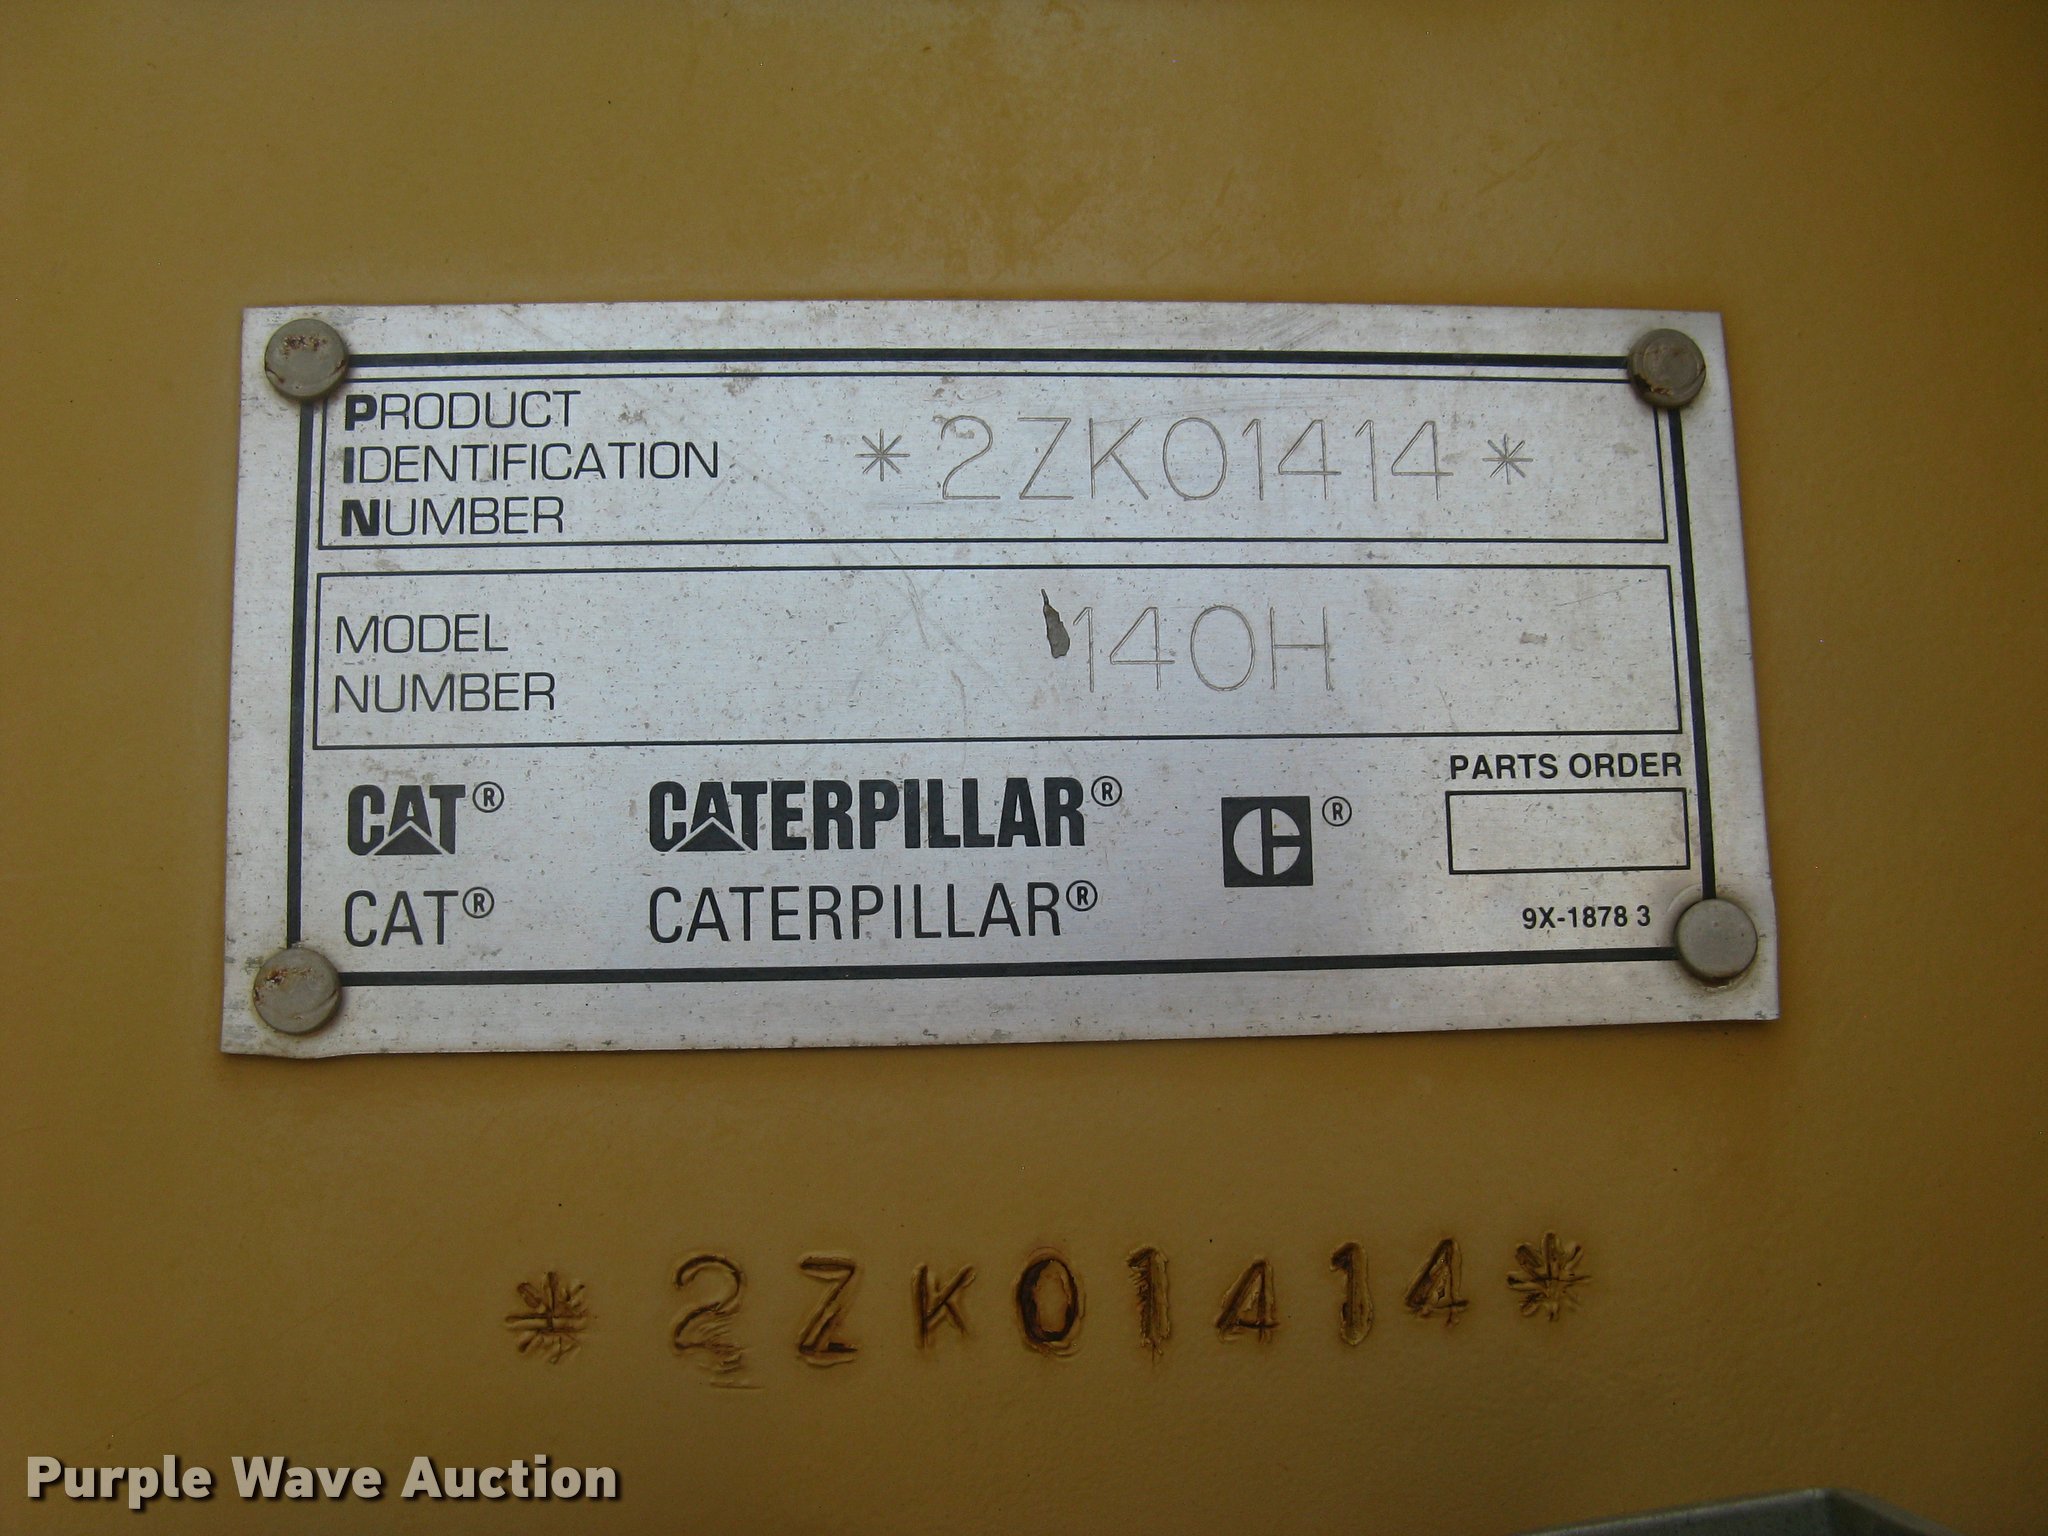 PRODUCT
IDENTIFICATION
NUMBER
*2ZK01414*
MODEL
NUMBER
140H
CAT® CATERPILLAR® ®
PARTS ORDER
CAT® CATERPILLAR®
9X-1878 3
*2ZK01414*
Purple Wave Auction